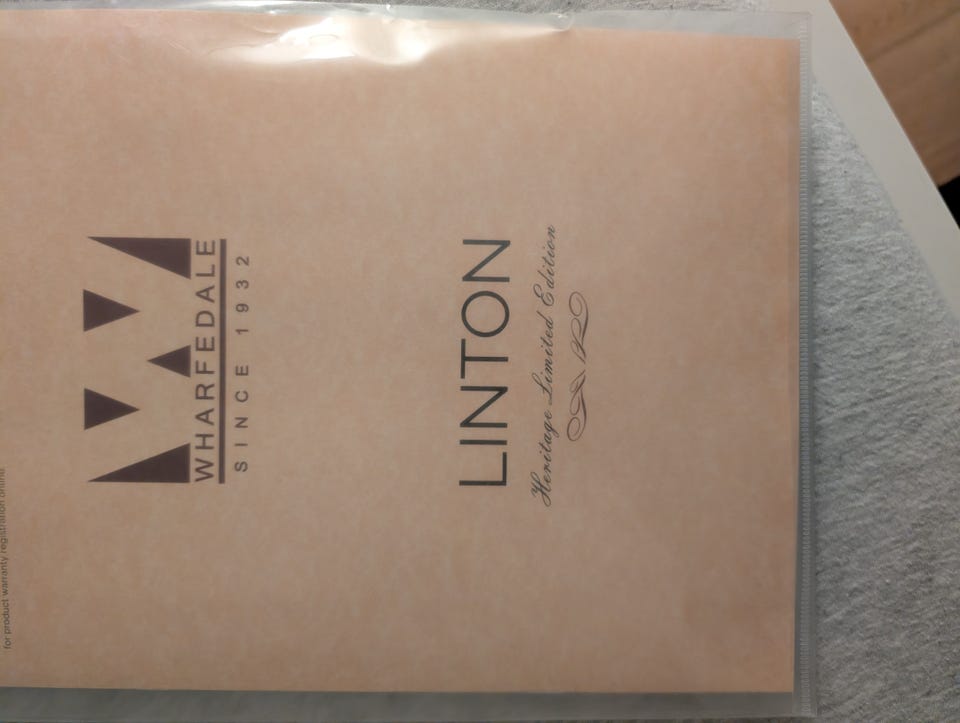 for product warranty registration online
WHARFEDALE
SINCE 1932
LINTON
Heritage Limited Edition